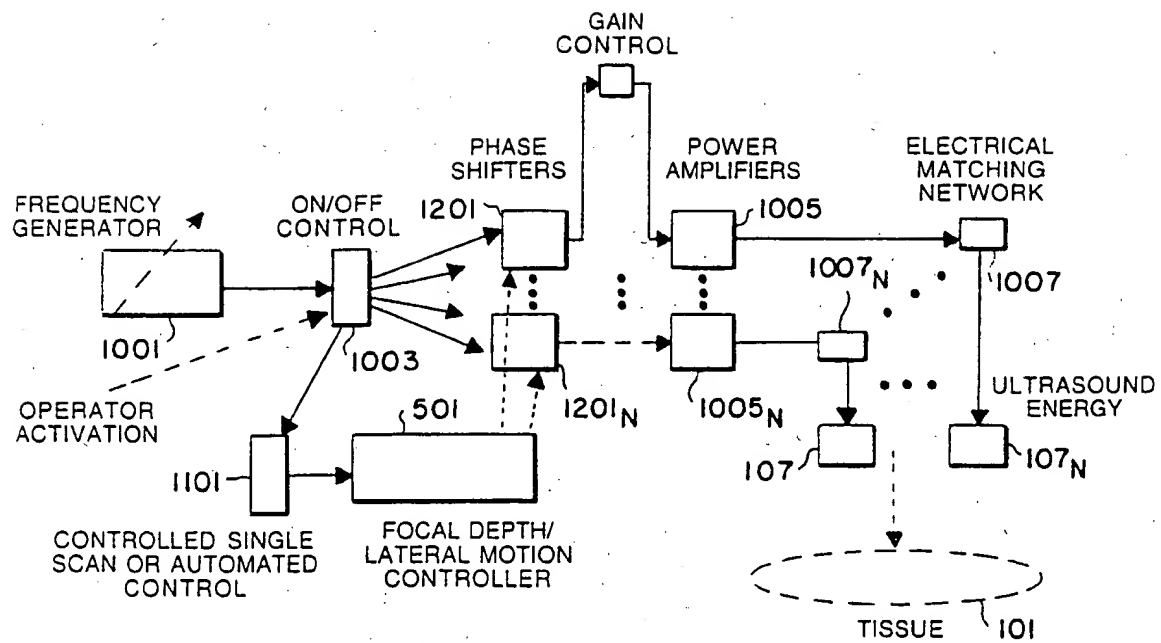 GAIN
CONTROL
PHASE
SHIFTERS
POWER
AMPLIFIERS
ELECTRICAL
MATCHING
NETWORK
FREQUENCY
GENERATOR
ON/OFF
CONTROL
1201
1005
1007N
1007
1001
1003
OPERATOR
ACTIVATION
501
1201N
1005N
ULTRASOUND
ENERGY
1101
107
107N
CONTROLLED SINGLE
SCAN OR AUTOMATED
CONTROL
FOCAL DEPTH/
LATERAL MOTION
CONTROLLER
TISSUE
101